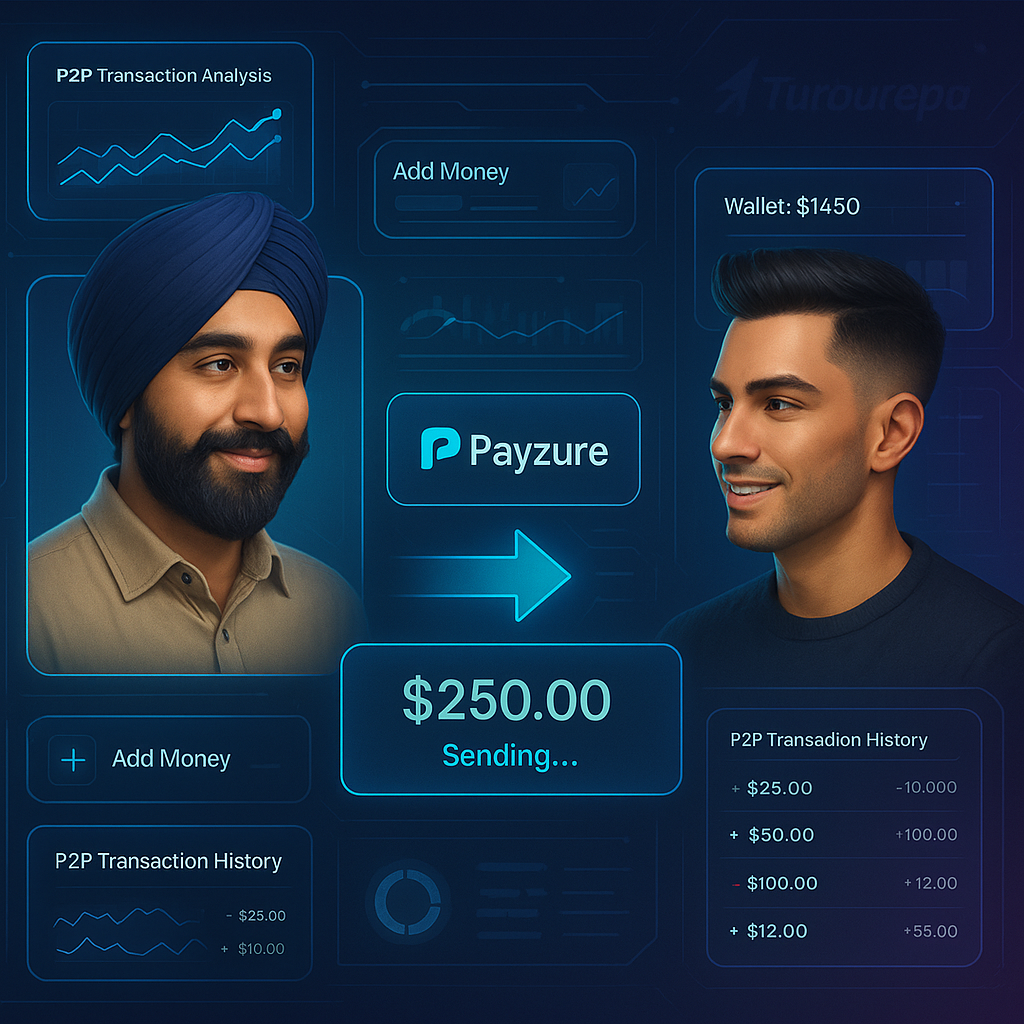 P2P Transaction Analysis
Add Money
Wallet: $1450
Payzure
$250.00
Sending...
Add Money
P2P Transaction History
- $25.00
+ $10.00
P2P Transadion History
+ $25.00 -10.000
+ $50.00 +100.00
- $100.00 +12.00
+ $12.00 +55.00